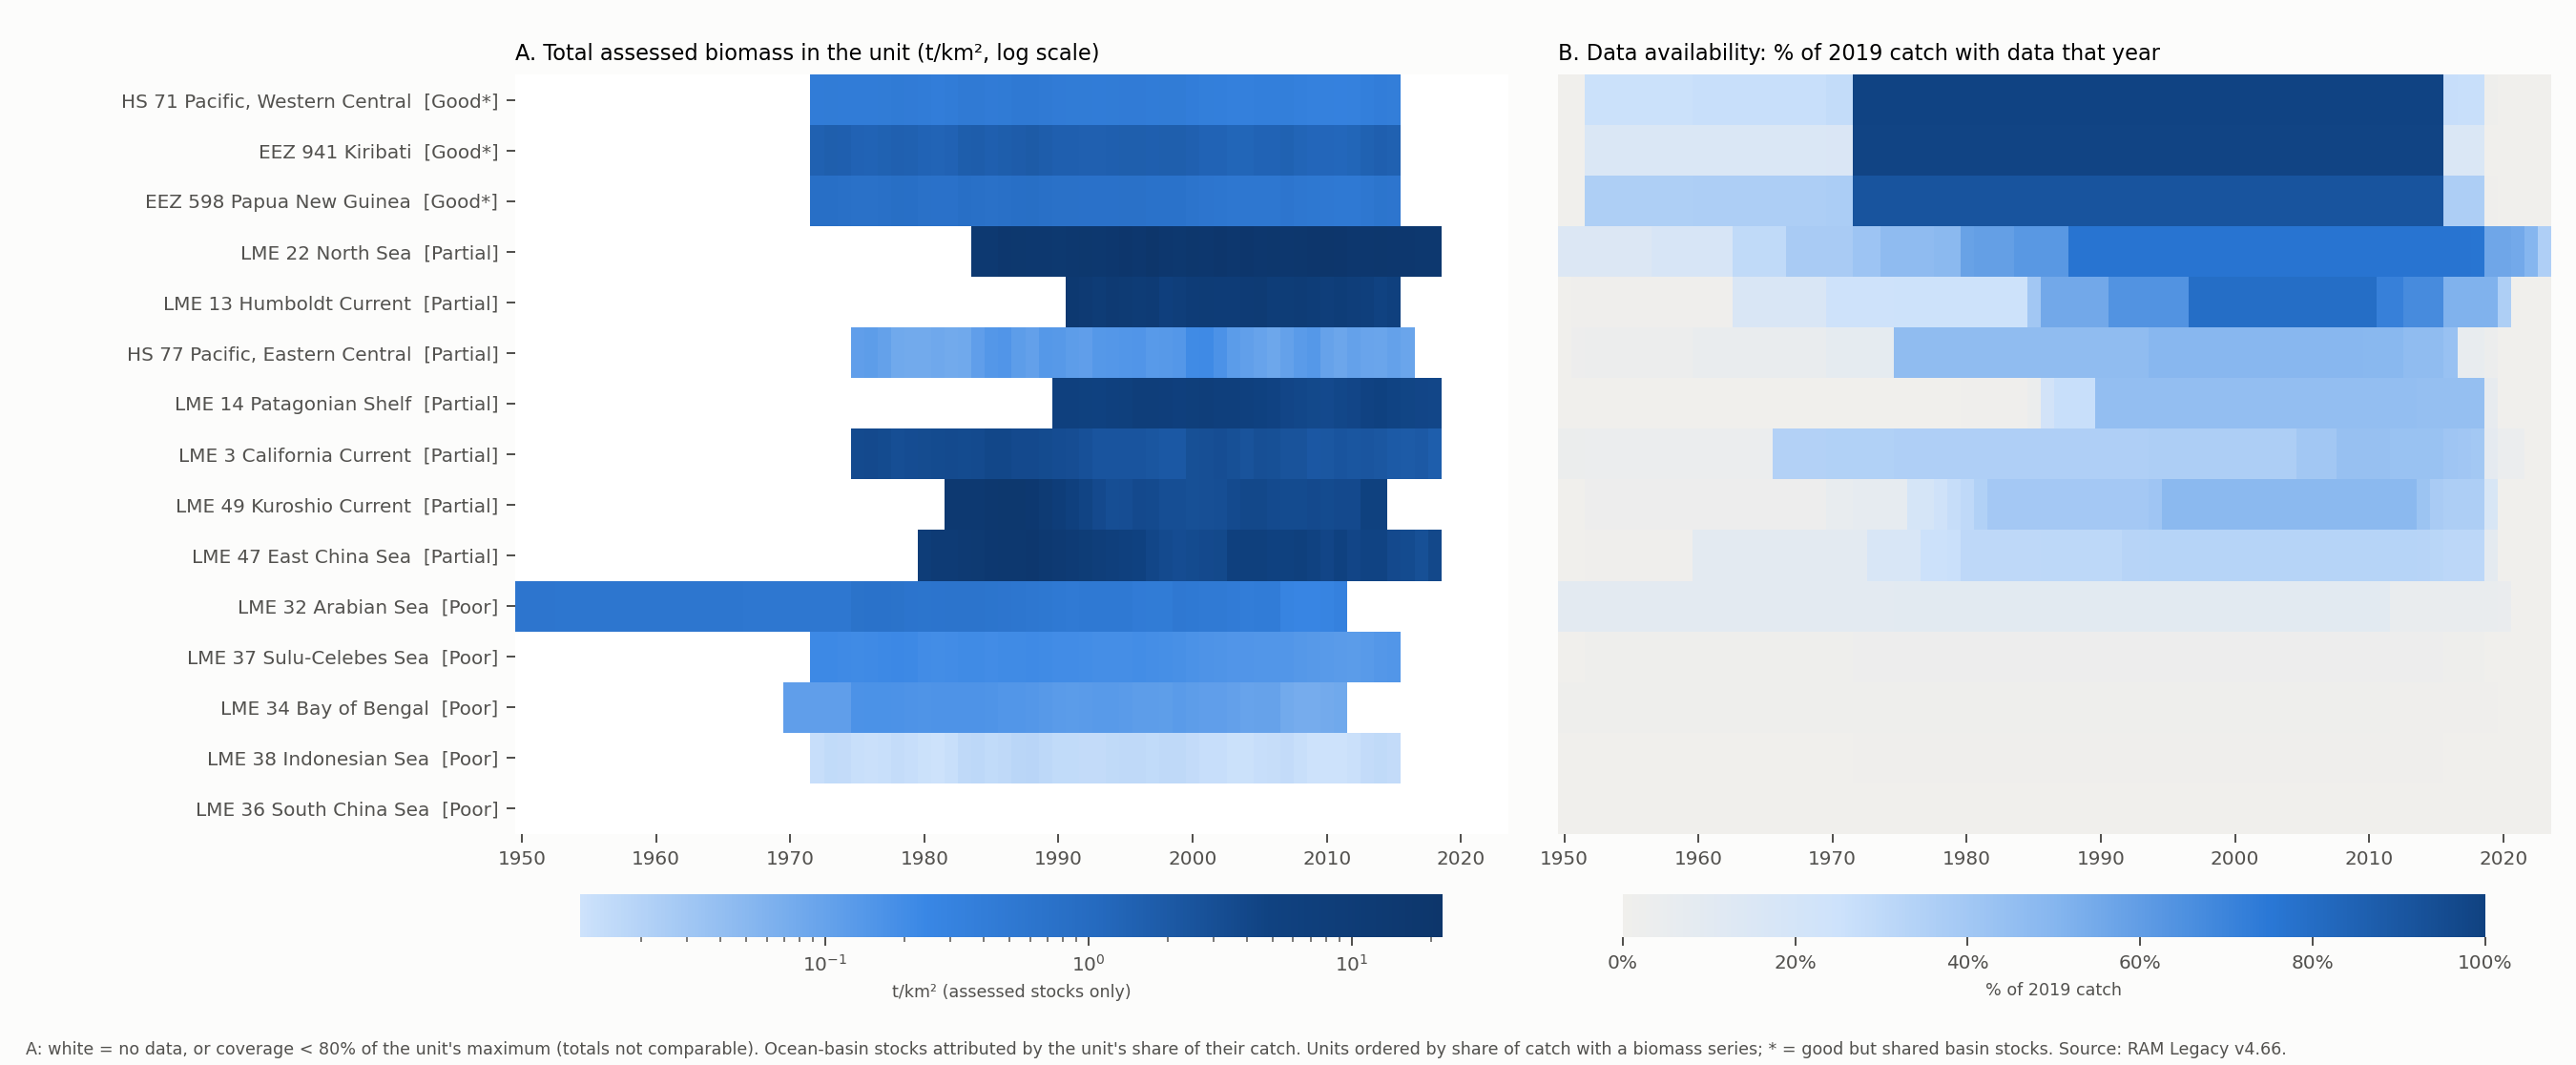 A. Total assessed biomass in the unit (t/km², log scale)
B. Data availability: % of 2019 catch with data that year
HS 71 Pacific, Western Central [Good*]
EEZ 941 Kiribati [Good*]
EEZ 598 Papua New Guinea [Good*]
LME 22 North Sea [Partial]
LME 13 Humboldt Current [Partial]
HS 77 Pacific, Eastern Central [Partial]
LME 14 Patagonian Shelf [Partial]
LME 3 California Current [Partial]
LME 49 Kuroshio Current [Partial]
LME 47 East China Sea [Partial]
LME 32 Arabian Sea [Poor]
LME 37 Sulu-Celebes Sea [Poor]
LME 34 Bay of Bengal [Poor]
LME 38 Indonesian Sea [Poor]
LME 36 South China Sea [Poor]
1950 1960 1970 1980 1990 2000 2010 2020
1950 1960 1970 1980 1990 2000 2010 2020
10⁻¹ 10⁰ 10¹
t/km² (assessed stocks only)
0% 20% 40% 60% 80% 100%
% of 2019 catch
A: white = no data, or coverage < 80% of the unit's maximum (totals not comparable). Ocean-basin stocks attributed by the unit's share of their catch. Units ordered by share of catch with a biomass series; * = good but shared basin stocks. Source: RAM Legacy v4.66.